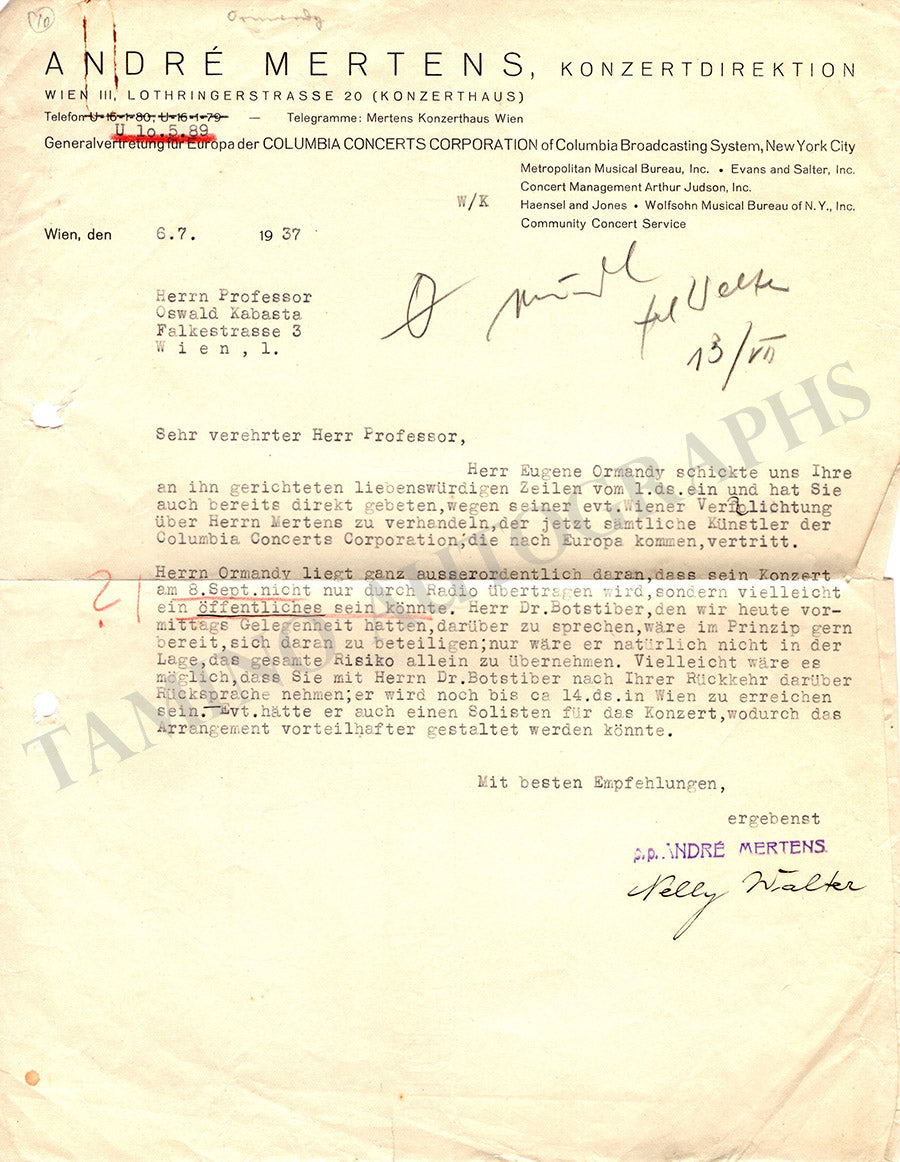 10
Ormandy
ANDRÉ MERTENS, KONZERTDIREKTION
WIEN III, LOTHRINGERSTRASSE 20 (KONZERTHAUS)
Telefon U-16-1-80, U-16-1-79 — Telegramme: Mertens Konzerthaus Wien
U 10.5.89
Generalvertretung für Europa der COLUMBIA CONCERTS CORPORATION of Columbia Broadcasting System, New York City
Metropolitan Musical Bureau, Inc. • Evans and Salter, Inc.
Concert Management Arthur Judson, Inc.
W/K
Haensel and Jones • Wolfsohn Musical Bureau of N. Y., Inc.
Community Concert Service
Wien, den 6.7. 1937
Herrn Professor
Oswald Kabasta
Falkestrasse 3
W i e n , 1.
Walter
13/VII
Sehr verehrter Herr Professor,
Herr Eugene Ormandy schickte uns Ihre
an ihn gerichteten liebenswürdigen Zeilen vom 1.ds.ein und hat Sie
auch bereits direkt gebeten,wegen seiner evt.Wiener Verpflichtung
über Herrn Mertens zu verhandeln,der jetzt sämtliche Künstler der
Columbia Concerts Corporation,die nach Europa kommen,vertritt.
Herrn Ormandy liegt ganz ausserordentlich daran,dass sein Konzert
am 8.Sept.nicht nur durch Radio übertragen wird,sondern vielleicht
ein öffentliches sein könnte. Herr Dr.Botstiber,den wir heute vor-
mittags Gelegenheit hatten,darüber zu sprechen,wäre im Prinzip gern
bereit,sich daran zu beteiligen;nur wäre er natürlich nicht in der
Lage,das gesamte Risiko allein zu übernehmen. Vielleicht wäre es
möglich,dass Sie mit Herrn Dr.Botstiber nach Ihrer Rückkehr darüber
Rücksprache nehmen;er wird noch bis ca 14.ds.in Wien zu erreichen
sein.-Evt.hätte er auch einen Solisten für das Konzert,wodurch das
Arrangement vorteilhafter gestaltet werden könnte.
?
Mit besten Empfehlungen,
ergebenst
p.p. ANDRÉ MERTENS
Nelly Walter
TAMINO AUTOGRAPHS